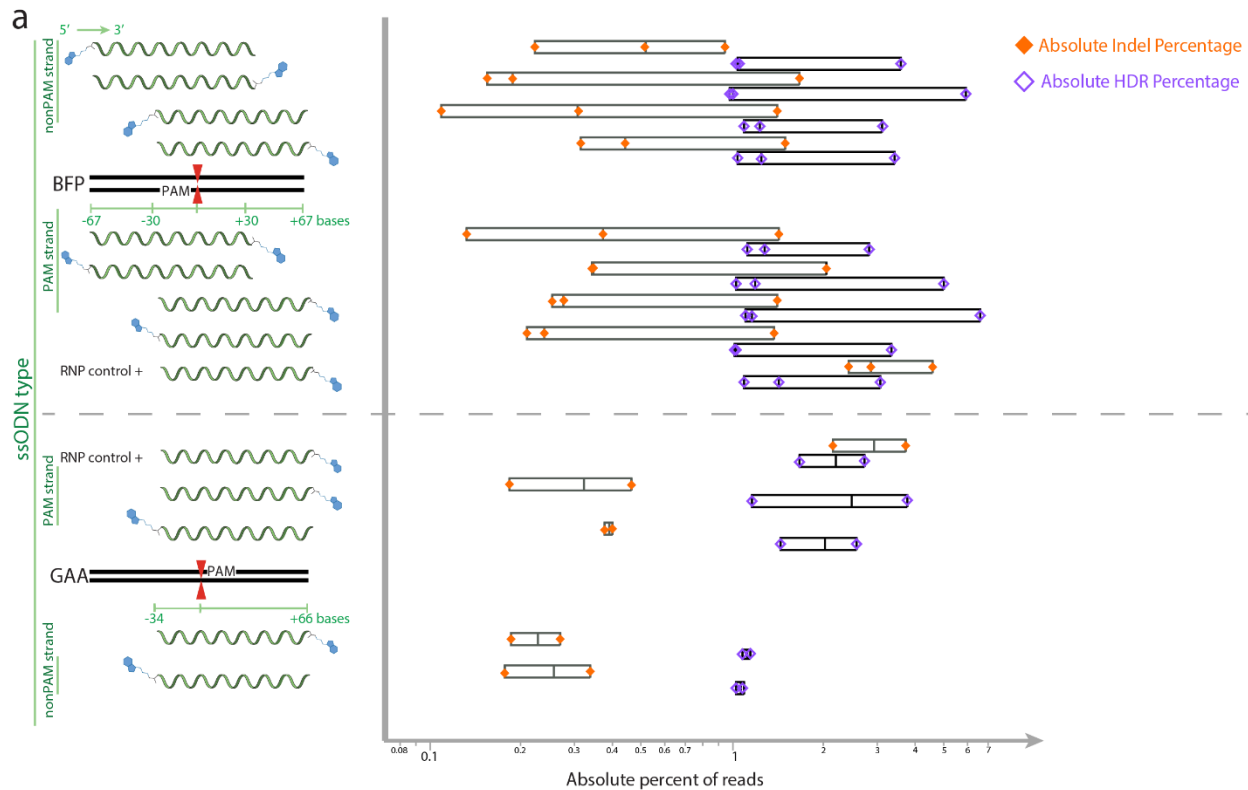 a
5’ 3’
Absolute Indel Percentage
Absolute HDR Percentage
nonPAM strand
BFP
PAM
-67 -30 +30 +67 bases
PAM strand
RNP control +
ssODN type
RNP control +
PAM strand
GAA
PAM
-34 +66 bases
nonPAM strand
0.08 0.1 0.2 0.3 0.4 0.5 0.6 0.7 1 2 3 4 5 6 7
Absolute percent of reads